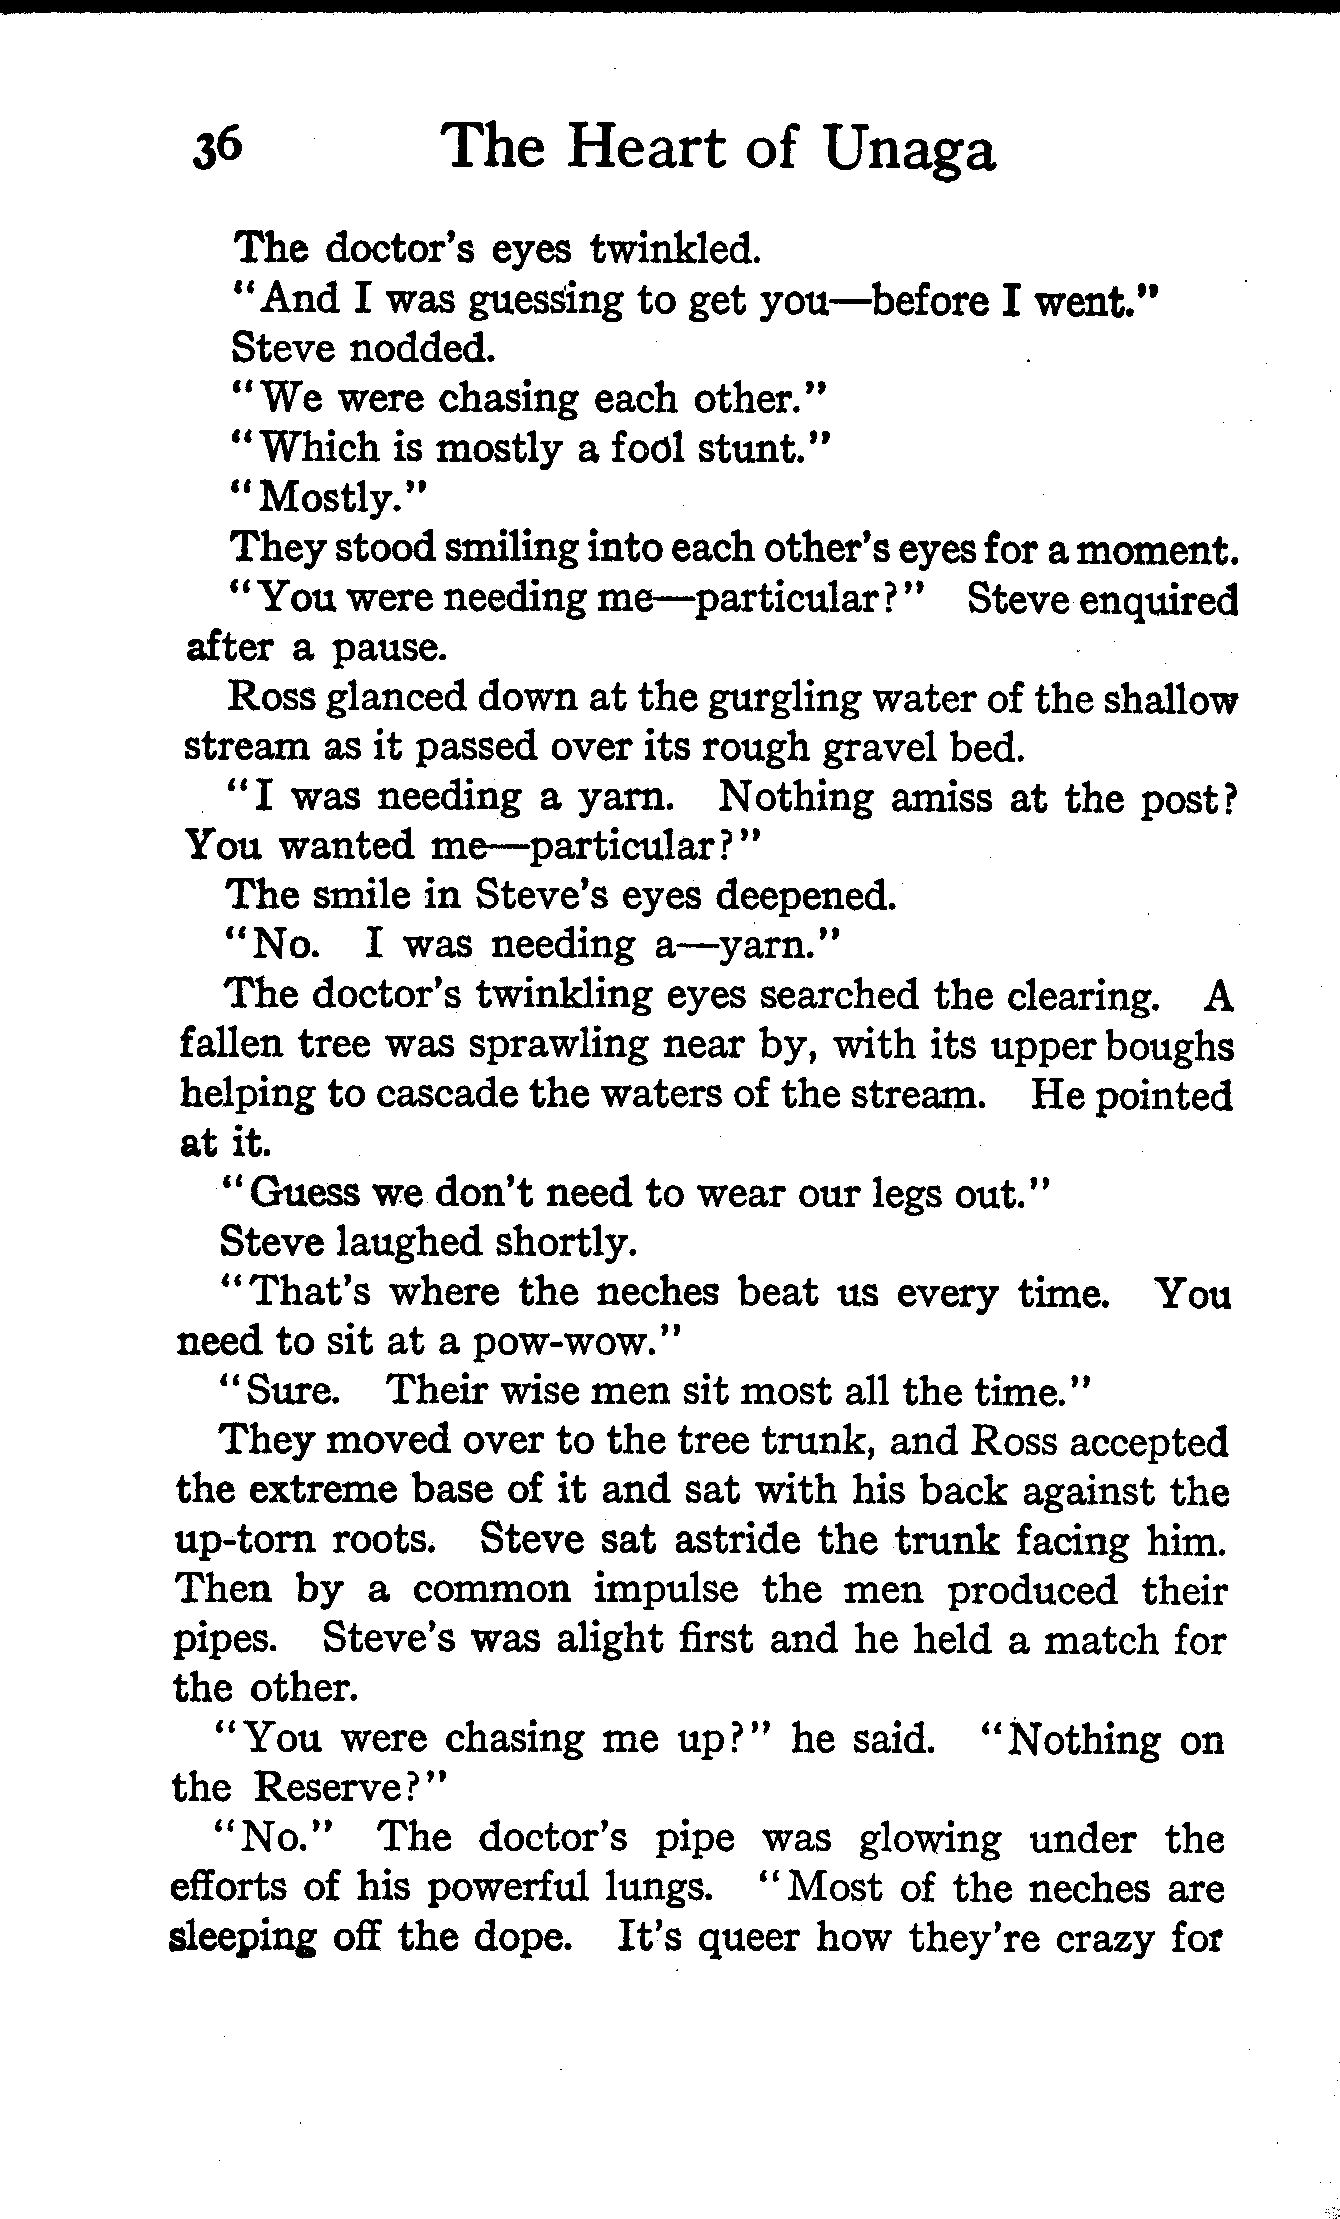 36 The Heart of Unaga
The doctor's eyes twinkled.
"And I was guessing to get you—before I went."
Steve nodded.
"We were chasing each other."
"Which is mostly a fool stunt."
"Mostly."
They stood smiling into each other's eyes for a moment.
"You were needing me—particular?" Steve enquired
after a pause.
Ross glanced down at the gurgling water of the shallow
stream as it passed over its rough gravel bed.
"I was needing a yarn. Nothing amiss at the post?
You wanted me—particular?"
The smile in Steve's eyes deepened.
"No. I was needing a—yarn."
The doctor's twinkling eyes searched the clearing. A
fallen tree was sprawling near by, with its upper boughs
helping to cascade the waters of the stream. He pointed
at it.
"Guess we don't need to wear our legs out."
Steve laughed shortly.
"That's where the neches beat us every time. You
need to sit at a pow-wow."
"Sure. Their wise men sit most all the time."
They moved over to the tree trunk, and Ross accepted
the extreme base of it and sat with his back against the
up-torn roots. Steve sat astride the trunk facing him.
Then by a common impulse the men produced their
pipes. Steve's was alight first and he held a match for
the other.
"You were chasing me up?" he said. "Nothing on
the Reserve?"
"No." The doctor's pipe was glowing under the
efforts of his powerful lungs. "Most of the neches are
sleeping off the dope. It's queer how they're crazy for